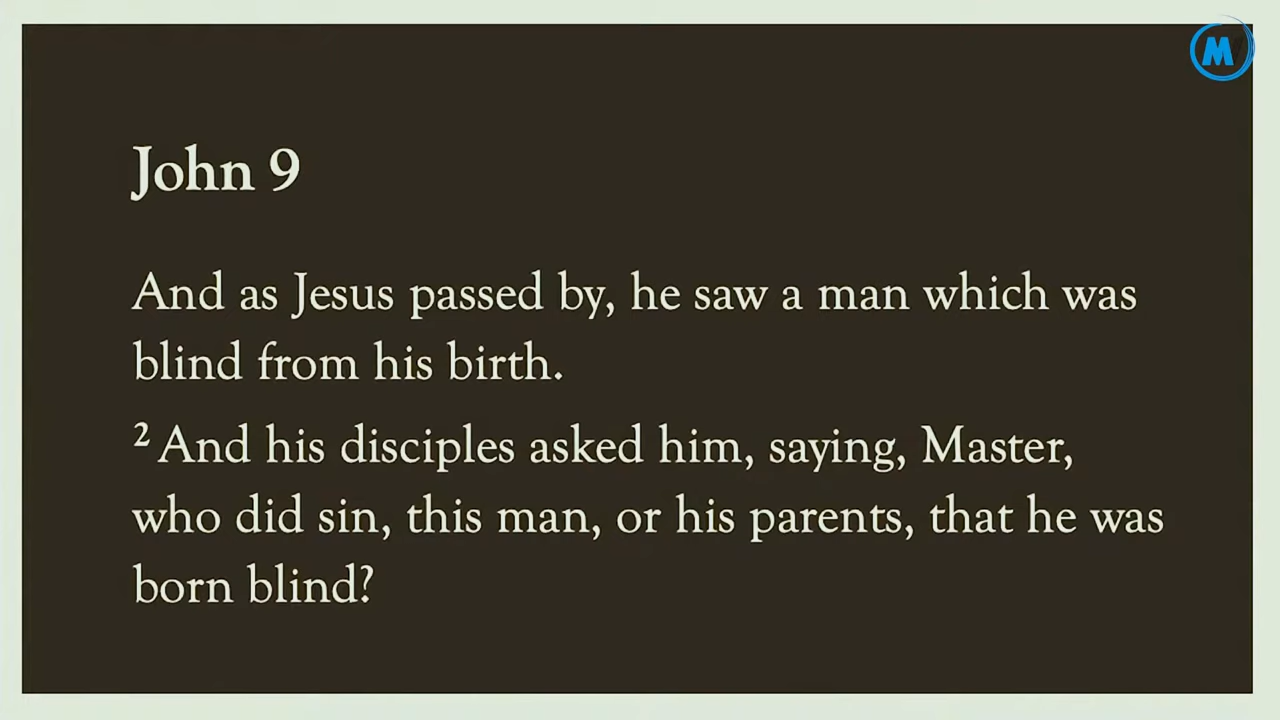 M
John 9
And as Jesus passed by, he saw a man which was
blind from his birth.
² And his disciples asked him, saying, Master,
who did sin, this man, or his parents, that he was
born blind?